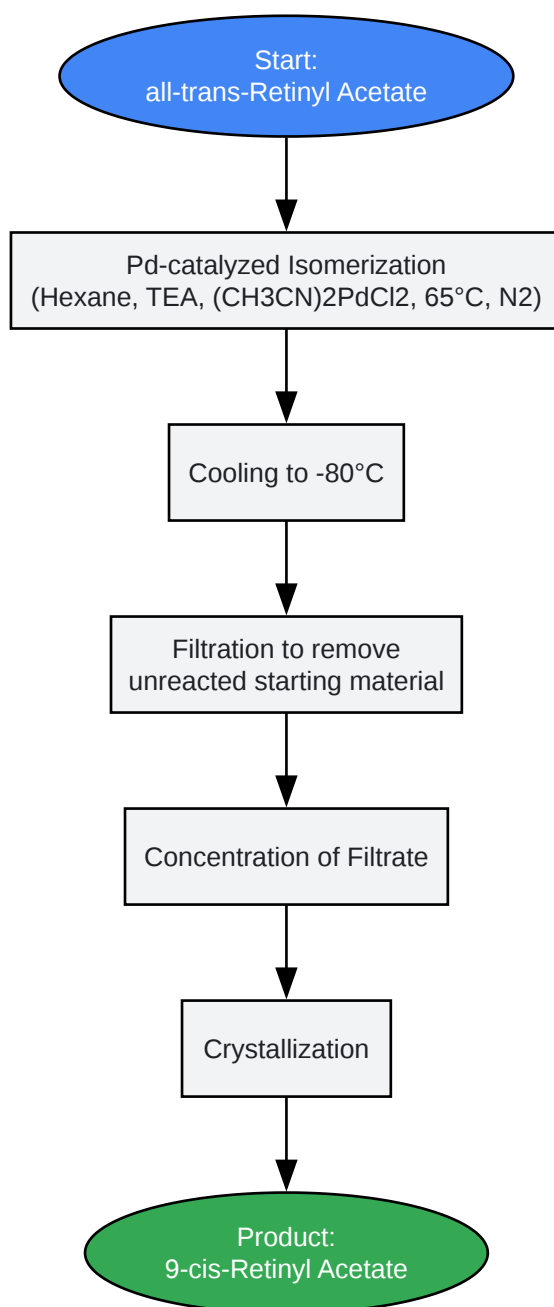 Start:
all-trans-Retinyl Acetate
Pd-catalyzed Isomerization
(Hexane, TEA, (CH3CN)2PdCl2, 65°C, N2)
Cooling to -80°C
Filtration to remove
unreacted starting material
Concentration of Filtrate
Crystallization
Product:
9-cis-Retinyl Acetate